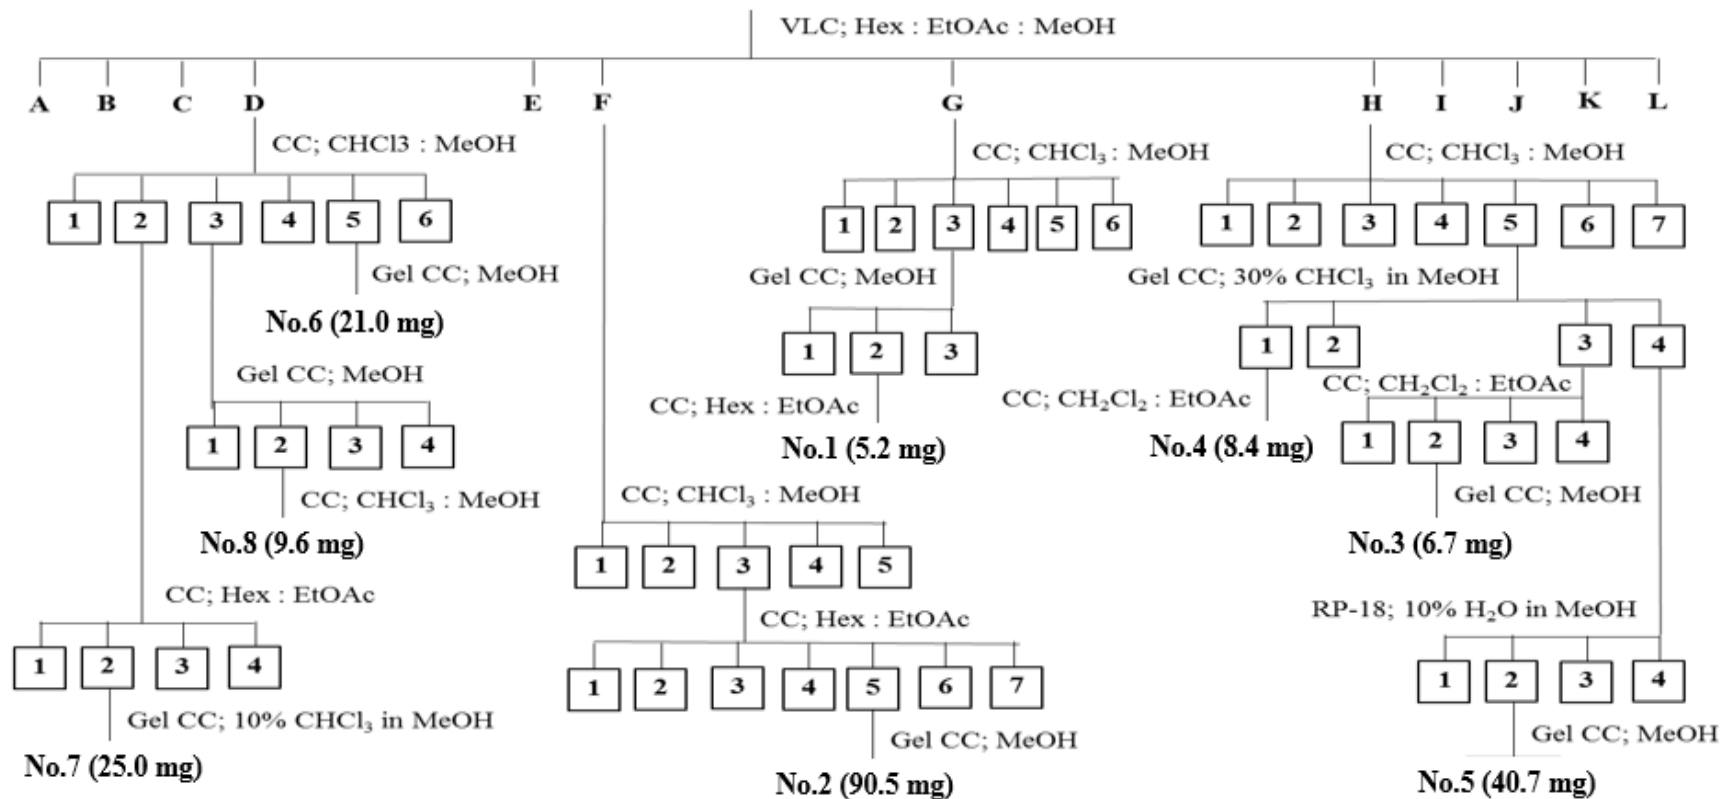 VLC; Hex : EtOAc : MeOH
A B C D E F G H I J K L
CC; CHCl3 : MeOH
CC; CHCl₃ : MeOH
CC; CHCl₃ : MeOH
1 2 3 4 5 6
1 2 3 4 5 6
1 2 3 4 5 6 7
Gel CC; MeOH
Gel CC; MeOH
Gel CC; 30% CHCl₃ in MeOH
No.6 (21.0 mg)
1 2 3
1 2 3 4
Gel CC; MeOH
CC; Hex : EtOAc
CC; CH₂Cl₂ : EtOAc
CC; CH₂Cl₂ : EtOAc
1 2 3 4
No.1 (5.2 mg)
No.4 (8.4 mg)
1 2 3 4
CC; CHCl₃ : MeOH
CC; CHCl₃ : MeOH
Gel CC; MeOH
No.8 (9.6 mg)
No.3 (6.7 mg)
1 2 3 4 5
CC; Hex : EtOAc
CC; Hex : EtOAc
RP-18; 10% H₂O in MeOH
1 2 3 4
1 2 3 4 5 6 7
1 2 3 4
Gel CC; 10% CHCl₃ in MeOH
Gel CC; MeOH
Gel CC; MeOH
No.7 (25.0 mg)
No.2 (90.5 mg)
No.5 (40.7 mg)